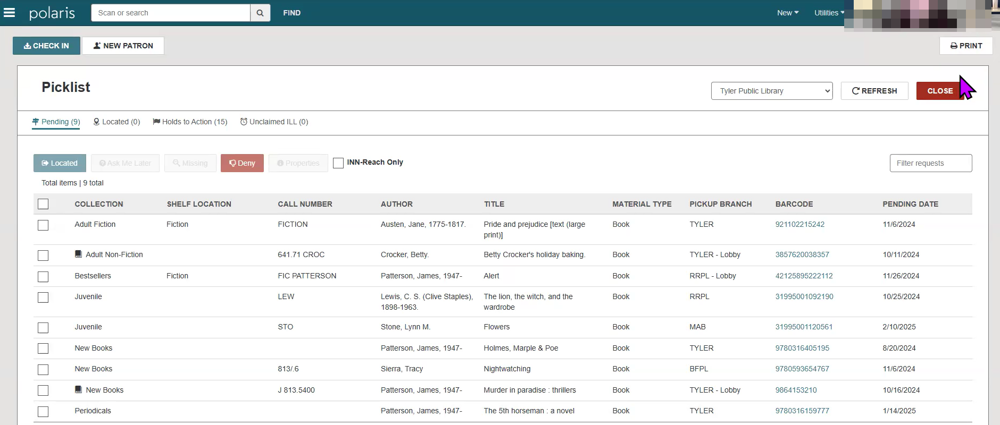 polaris Scan or search FIND New Utilities
CHECK IN NEW PATRON PRINT
Picklist Tyler Public Library REFRESH CLOSE
Pending (9) Located (0) Holds to Action (15) Unclaimed ILL (0)
Located Ask Me Later Missing Deny Properties INN-Reach Only Filter requests
Total items | 9 total
COLLECTION SHELF LOCATION CALL NUMBER AUTHOR TITLE MATERIAL TYPE PICKUP BRANCH BARCODE PENDING DATE
Adult Fiction Fiction FICTION Austen, Jane, 1775-1817. Pride and prejudice [text (large Book TYLER 921102215242 11/6/2024
print)]
Adult Non-Fiction 641.71 CROC Crocker, Betty. Betty Crocker's holiday baking. Book TYLER - Lobby 3857620038357 10/11/2024
Bestsellers Fiction FIC PATTERSON Patterson, James, 1947- Alert Book RRPL - Lobby 42125895222112 11/26/2024
Juvenile LEW Lewis, C. S. (Clive Staples), The lion, the witch, and the Book RRPL 31995001092190 10/25/2024
1898-1963. wardrobe
Juvenile STO Stone, Lynn M. Flowers Book MAB 31995001120561 2/10/2025
New Books Patterson, James, 1947- Holmes, Marple & Poe Book TYLER 9780316405195 8/20/2024
New Books 813/.6 Sierra, Tracy Nightwatching Book BFPL 9780593654767 11/6/2024
New Books J 813.5400 Patterson, James, 1947- Murder in paradise : thrillers Book TYLER - Lobby 9864153210 10/16/2024
Periodicals Patterson, James, 1947- The 5th horseman : a novel Book TYLER 9780316159777 1/14/2025